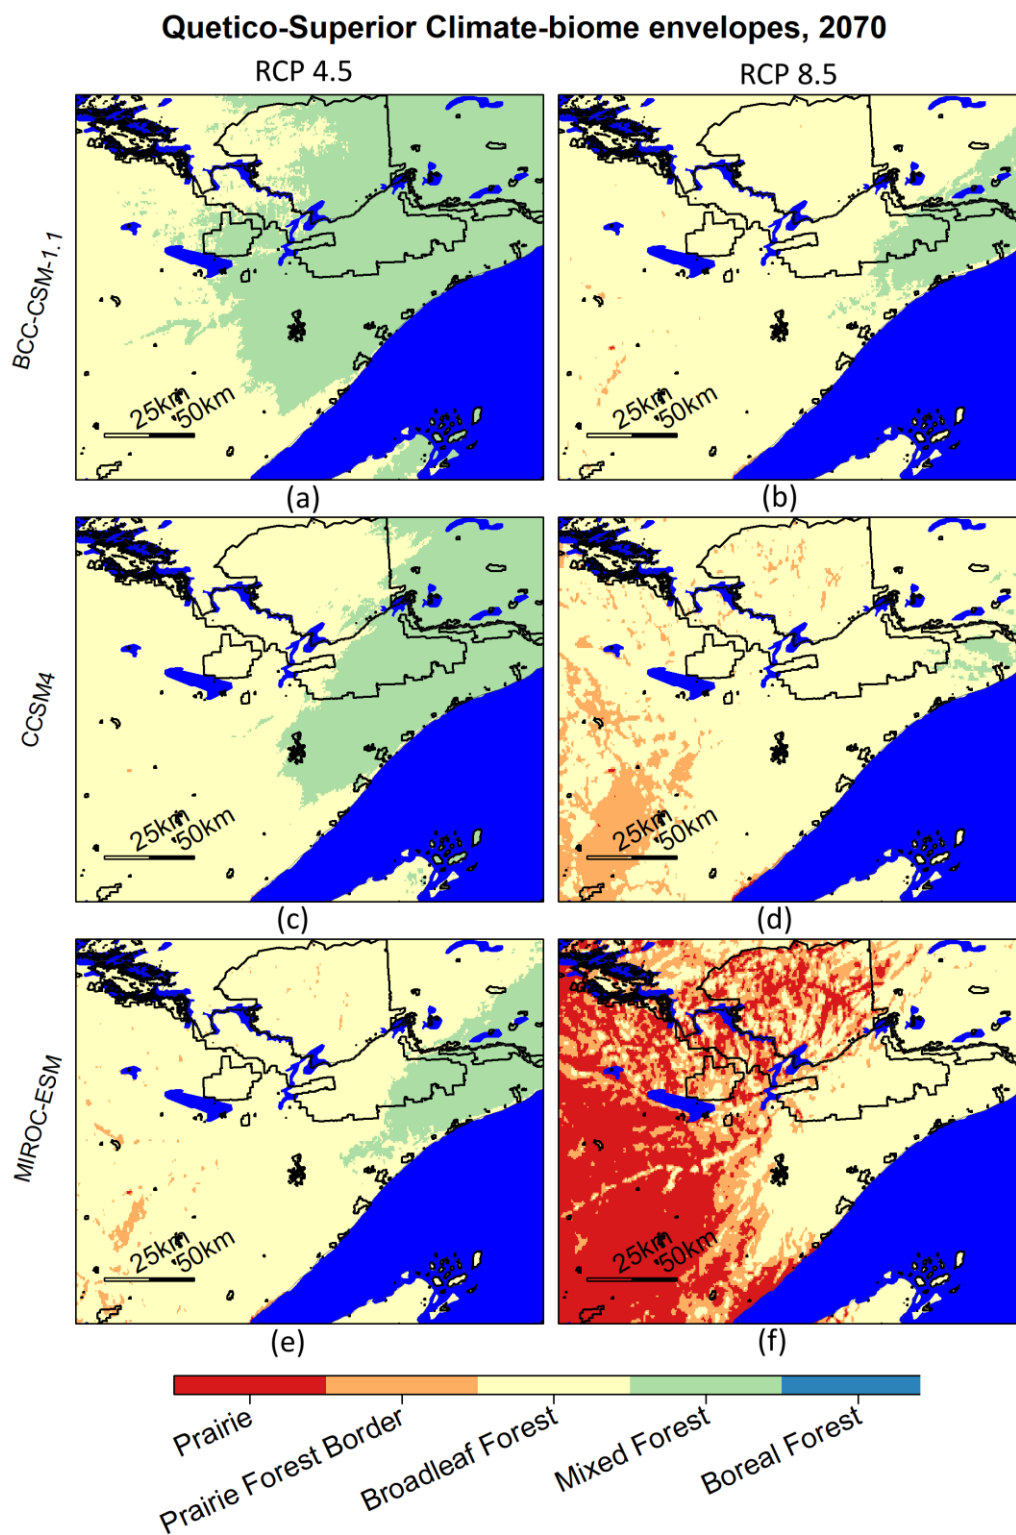 Quetico-Superior Climate-biome envelopes, 2070
RCP 4.5
RCP 8.5
BCC-CSM-1.1
25km
50km
25km
50km
(a)
(b)
CCSM4
25km
50km
25km
50km
(c)
(d)
MIROC-ESM
25km
50km
25km
50km
(e)
(f)
Prairie
Prairie Forest Border
Broadleaf Forest
Mixed Forest
Boreal Forest